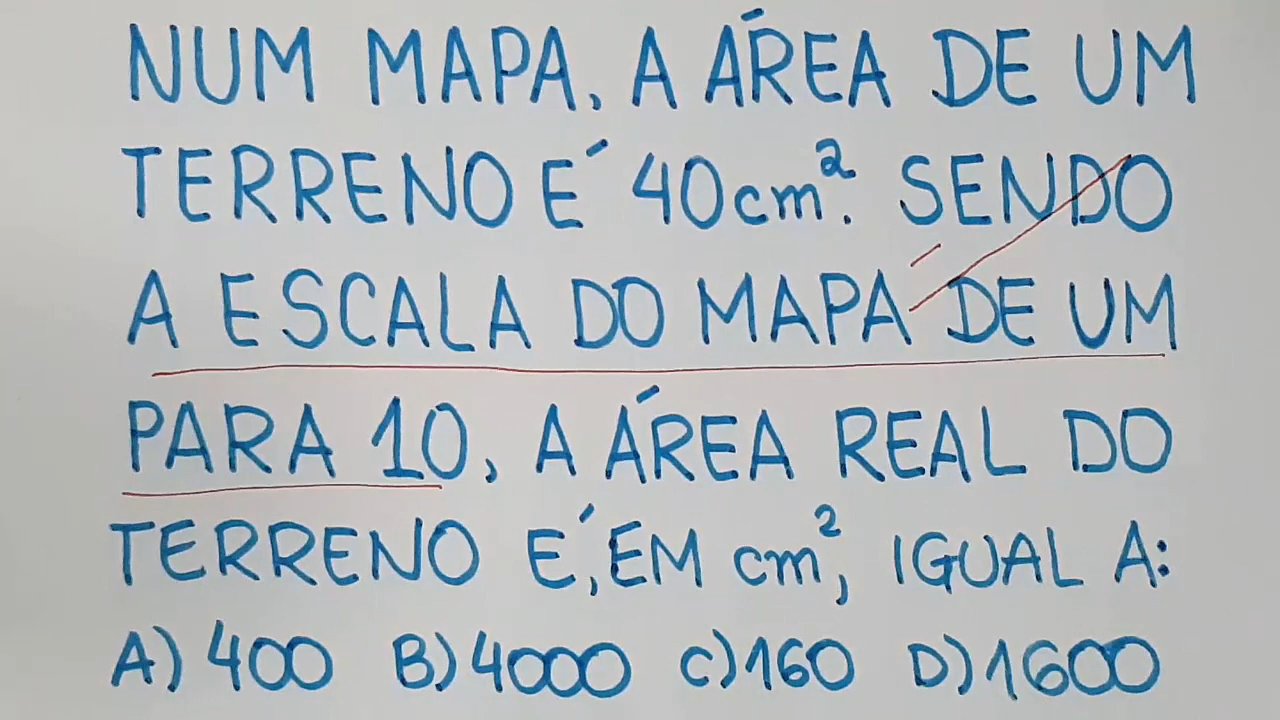 NUM MAPA, A ÁREA DE UM
TERRENO É 40cm². SENDO
A ESCALA DO MAPA DE UM
PARA 10, A ÁREA REAL DO
TERRENO É, EM cm², IGUAL A:
A) 400 B) 4000 C) 160 D) 1600